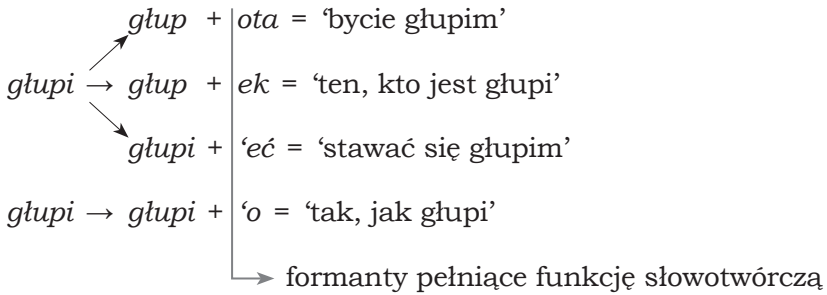 głup + ota = ‘bycie głupim’
głupi → głup + ek = ‘ten, kto jest głupi’
głupi + ‘eć = ‘stawać się głupim’
głupi → głupi + ‘o = ‘tak, jak głupi’
formanty pełniące funkcję słowotwórczą